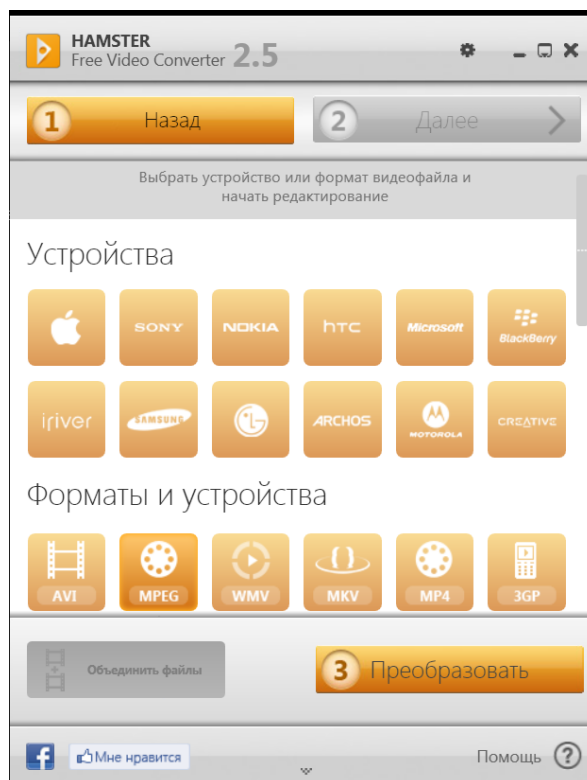 HAMSTER
Free Video Converter 2.5
1 Назад
2 Далее
Выбрать устройство или формат видеофайла и
начать редактирование
Устройства
SONY NOKIA hTC Microsoft BlackBerry
iriver SAMSUNG LG ARCHOS MOTOROLA CREATIVE
Форматы и устройства
AVI MPEG WMV MKV MP4 3GP
Объединить файлы
3 Преобразовать
f Мне нравится Помощь ?